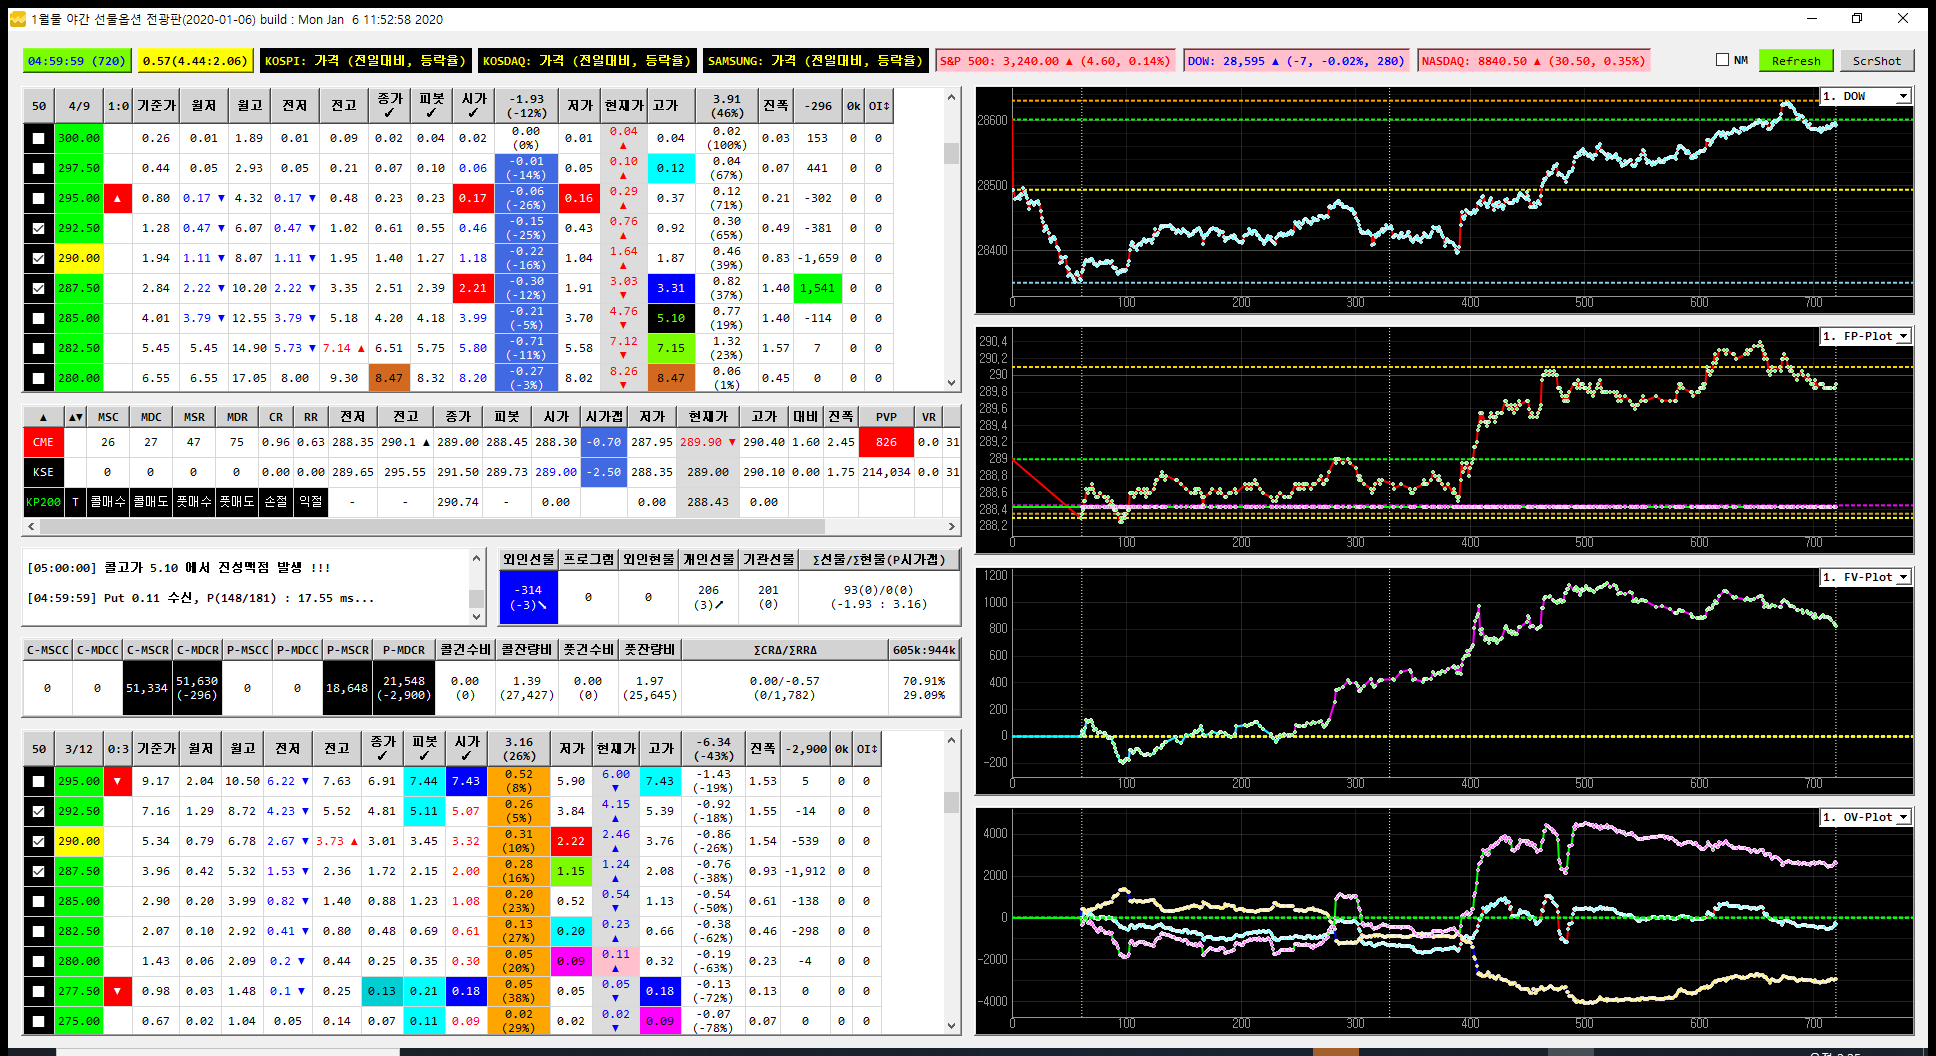 1월물 야간 선물옵션 전광판(2020-01-06) build : Mon Jan 6 11:52:58 2020
04:59:59 (720) 0.57(4.44:2.06) KOSPI: 가격 (전일대비, 등락율) KOSDAQ: 가격 (전일대비, 등락율) SAMSUNG: 가격 (전일대비, 등락율) S&P 500: 3,240.00 ▲ (4.60, 0.14%) DOW: 28,595 ▲ (-7, -0.02%, 280) NASDAQ: 8840.50 ▲ (30.50, 0.35%) NM Refresh ScrShot
50 4/9 1:0 기준가 월저 월고 전저 전고 종가 ✓ 피봇 ✓ 시가 ✓ -1.93 (-12%) 저가 현재가 고가 3.91 (46%) 진폭 -296 0k OI↕
300.00 0.26 0.01 1.89 0.01 0.09 0.02 0.04 0.02 0.00 (0%) 0.01 0.04 ▲ 0.04 0.02 (100%) 0.03 153 0 0
297.50 0.44 0.05 2.93 0.05 0.21 0.07 0.10 0.06 -0.01 (-14%) 0.05 0.10 ▲ 0.12 0.04 (67%) 0.07 441 0 0
295.00 ▲ 0.80 0.17 ▼ 4.32 0.17 ▼ 0.48 0.23 0.23 0.17 -0.06 (-26%) 0.16 0.29 ▲ 0.37 0.12 (71%) 0.21 -302 0 0
292.50 1.28 0.47 ▼ 6.07 0.47 ▼ 1.02 0.61 0.55 0.46 -0.15 (-25%) 0.43 0.76 ▲ 0.92 0.30 (65%) 0.49 -381 0 0
290.00 1.94 1.11 ▼ 8.07 1.11 ▼ 1.95 1.40 1.27 1.18 -0.22 (-16%) 1.04 1.64 ▲ 1.87 0.46 (39%) 0.83 -1,659 0 0
287.50 2.84 2.22 ▼ 10.20 2.22 ▼ 3.35 2.51 2.39 2.21 -0.30 (-12%) 1.91 3.03 ▼ 3.31 0.82 (37%) 1.40 1,541 0 0
285.00 4.01 3.79 ▼ 12.55 3.79 ▼ 5.18 4.20 4.18 3.99 -0.21 (-5%) 3.70 4.76 ▼ 5.10 0.77 (19%) 1.40 -114 0 0
282.50 5.45 5.45 14.90 5.73 ▼ 7.14 ▲ 6.51 5.75 5.80 -0.71 (-11%) 5.58 7.12 ▼ 7.15 1.32 (23%) 1.57 7 0 0
280.00 6.55 6.55 17.05 8.00 9.30 8.47 8.32 8.20 -0.27 (-3%) 8.02 8.26 ▼ 8.47 0.06 (1%) 0.45 0 0 0
▲ ▲▼ MSC MDC MSR MDR CR RR 전저 전고 종가 피봇 시가 시가갭 저가 현재가 고가 대비 진폭 PVP VR
CME 26 27 47 75 0.96 0.63 288.35 290.1 ▲ 289.00 288.45 288.30 -0.70 287.95 289.90 ▼ 290.40 1.60 2.45 826 0.0 31
KSE 0 0 0 0 0.00 0.00 289.65 295.55 291.50 289.73 289.00 -2.50 288.35 289.00 290.10 0.00 1.75 214,034 0.0 31
KP200 T 콜매수 콜매도 풋매수 풋매도 손절 익절 - - 290.74 - 0.00 0.00 288.43 0.00
[05:00:00] 콜고가 5.10 에서 진성맥점 발생 !!!
[04:59:59] Put 0.11 수신, P(148/181) : 17.55 ms...
외인선물 프로그램 외인현물 개인선물 기관선물 Σ선물/Σ현물(P시가갭)
-314 (-3)⬊ 0 0 206 (3)⬈ 201 (0) 93(0)/0(0) (-1.93 : 3.16)
C-MSCC C-MDCC C-MSCR C-MDCR P-MSCC P-MDCC P-MSCR P-MDCR 콜건수비 콜잔량비 풋건수비 풋잔량비 ΣCRΔ/ΣRRΔ 605k:944k
0 0 51,334 51,630 (-296) 0 0 18,648 21,548 (-2,900) 0.00 (0) 1.39 (27,427) 0.00 (0) 1.97 (25,645) 0.00/-0.57 (0/1,782) 70.91% 29.09%
50 3/12 0:3 기준가 월저 월고 전저 전고 종가 ✓ 피봇 ✓ 시가 ✓ 3.16 (26%) 저가 현재가 고가 -6.34 (-43%) 진폭 -2,900 0k OI↕
295.00 ▼ 9.17 2.04 10.50 6.22 ▼ 7.63 6.91 7.44 7.43 0.52 (8%) 5.90 6.00 ▼ 7.43 -1.43 (-19%) 1.53 5 0 0
292.50 7.16 1.29 8.72 4.23 ▼ 5.52 4.81 5.11 5.07 0.26 (5%) 3.84 4.15 ▲ 5.39 -0.92 (-18%) 1.55 -14 0 0
290.00 5.34 0.79 6.78 2.67 ▼ 3.73 ▲ 3.01 3.45 3.32 0.31 (10%) 2.22 2.46 ▲ 3.76 -0.86 (-26%) 1.54 -539 0 0
287.50 3.96 0.42 5.32 1.53 ▼ 2.36 1.72 2.15 2.00 0.28 (16%) 1.15 1.24 ▲ 2.08 -0.76 (-38%) 0.93 -1,912 0 0
285.00 2.90 0.20 3.99 0.82 ▼ 1.40 0.88 1.23 1.08 0.20 (23%) 0.52 0.54 ▼ 1.13 -0.54 (-50%) 0.61 -138 0 0
282.50 2.07 0.10 2.92 0.41 ▼ 0.80 0.48 0.69 0.61 0.13 (27%) 0.20 0.23 ▲ 0.66 -0.38 (-62%) 0.46 -298 0 0
280.00 1.43 0.06 2.09 0.2 ▼ 0.44 0.25 0.35 0.30 0.05 (20%) 0.09 0.11 ▲ 0.32 -0.19 (-63%) 0.23 -4 0 0
277.50 ▼ 0.98 0.03 1.48 0.1 ▼ 0.25 0.13 0.21 0.18 0.05 (38%) 0.05 0.05 ▼ 0.18 -0.13 (-72%) 0.13 0 0 0
275.00 0.67 0.02 1.04 0.05 0.14 0.07 0.11 0.09 0.02 (29%) 0.02 0.02 ▼ 0.09 -0.07 (-78%) 0.07 0 0 0
1. DOW
28600
28500
28400
0 100 200 300 400 500 600 700
1. FP-Plot
290,4
290,2
290
289,8
289,6
289,4
289,2
289
288,8
288,6
288,4
288,2
0 100 200 300 400 500 600 700
1. FV-Plot
1200
1000
800
600
400
200
0
-200
0 100 200 300 400 500 600 700
1. OV-Plot
4000
2000
0
-2000
-4000
0 100 200 300 400 500 600 700